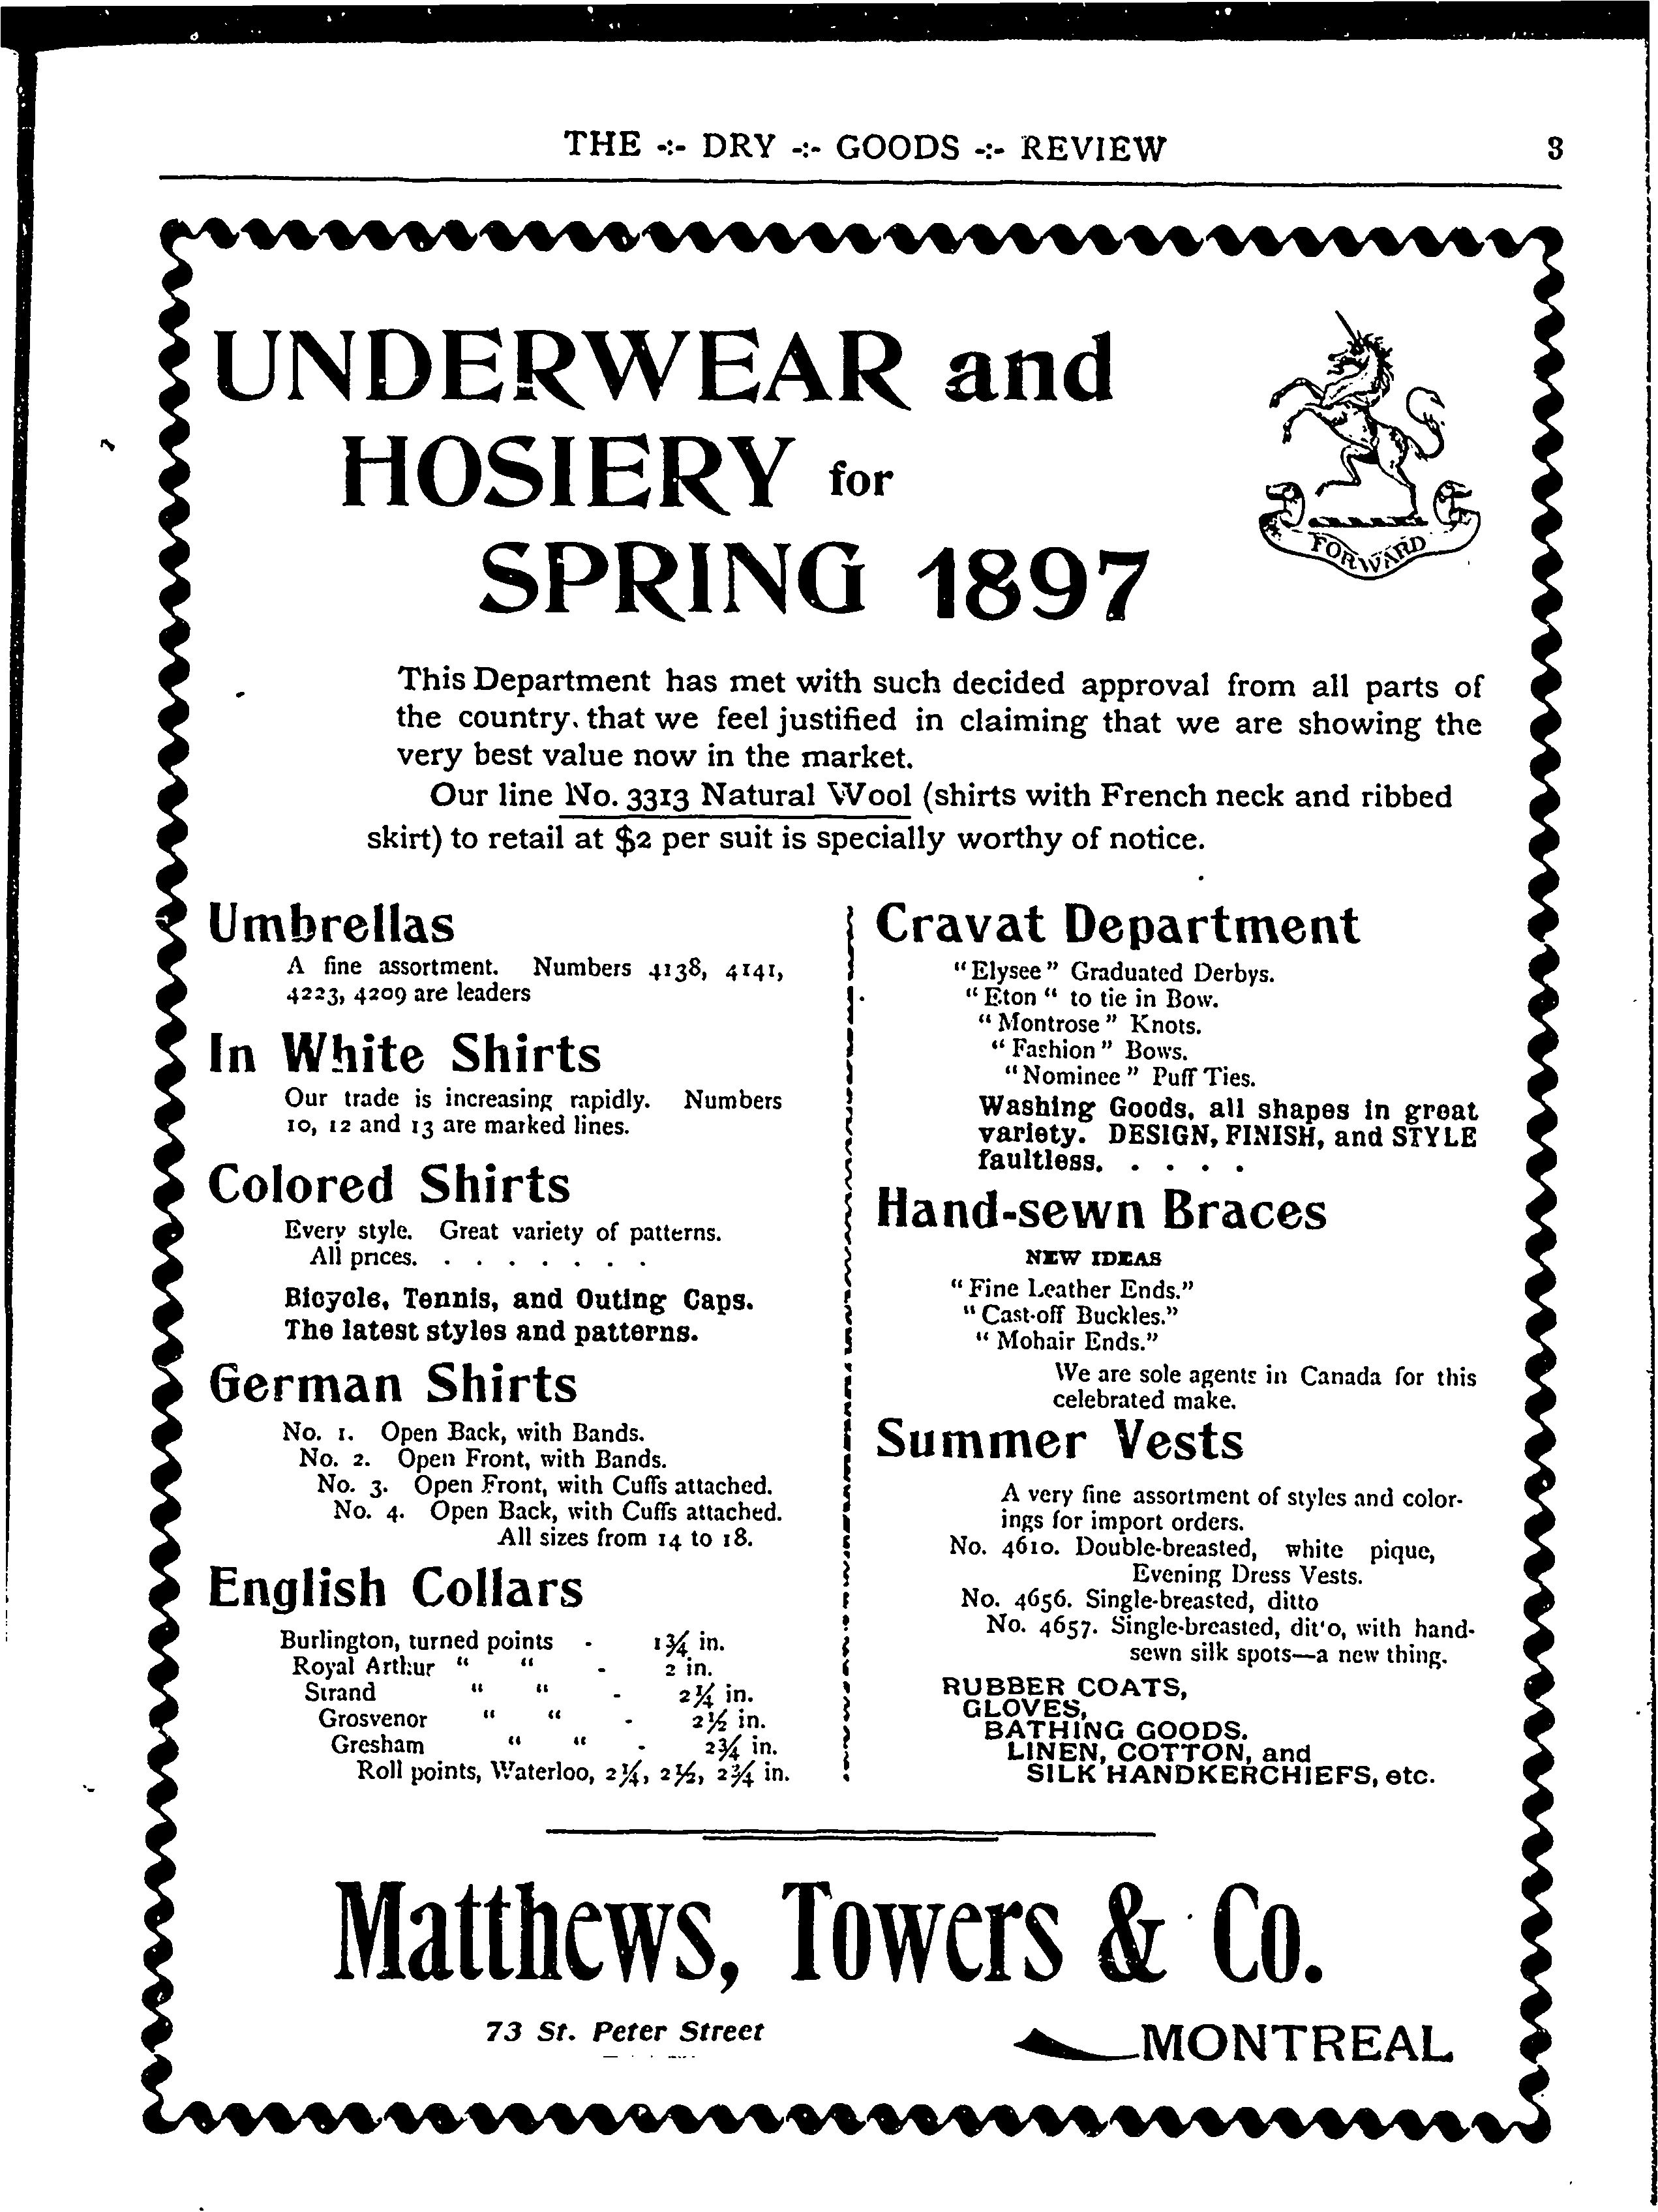 THE -:- DRY -:- GOODS -:- REVIEW 3
UNDERWEAR and
HOSIERY for
SPRING 1897
FORWARD
This Department has met with such decided approval from all parts of
the country, that we feel justified in claiming that we are showing the
very best value now in the market.
Our line No. 3313 Natural Wool (shirts with French neck and ribbed
skirt) to retail at $2 per suit is specially worthy of notice.
Umbrellas
A fine assortment. Numbers 4138, 4141,
4223, 4209 are leaders
In White Shirts
Our trade is increasing rapidly. Numbers
10, 12 and 13 are marked lines.
Colored Shirts
Every style. Great variety of patterns.
All prices. . . . . . . .
Bicycle, Tennis, and Outing Caps.
The latest styles and patterns.
German Shirts
No. 1. Open Back, with Bands.
No. 2. Open Front, with Bands.
No. 3. Open Front, with Cuffs attached.
No. 4. Open Back, with Cuffs attached.
All sizes from 14 to 18.
English Collars
Burlington, turned points - 1¾ in.
Royal Arthur " " - 2 in.
Strand " " - 2¼ in.
Grosvenor " " - 2½ in.
Gresham " " - 2¾ in.
Roll points, Waterloo, 2¼, 2½, 2¾ in.
Cravat Department
"Elysee" Graduated Derbys.
"Eton" to tie in Bow.
"Montrose" Knots.
"Fashion" Bows.
"Nominee" Puff Ties.
Washing Goods, all shapes in great
variety. DESIGN, FINISH, and STYLE
faultless. . . . .
Hand-sewn Braces
NEW IDEAS
"Fine Leather Ends."
"Cast-off Buckles."
"Mohair Ends."
We are sole agents in Canada for this
celebrated make.
Summer Vests
A very fine assortment of styles and color-
ings for import orders.
No. 4610. Double-breasted, white pique,
Evening Dress Vests.
No. 4656. Single-breasted, ditto
No. 4657. Single-breasted, ditto, with hand-
sewn silk spots—a new thing.
RUBBER COATS,
GLOVES,
BATHING GOODS.
LINEN, COTTON, and
SILK HANDKERCHIEFS, etc.
Matthews, Towers & Co.
73 St. Peter Street
MONTREAL